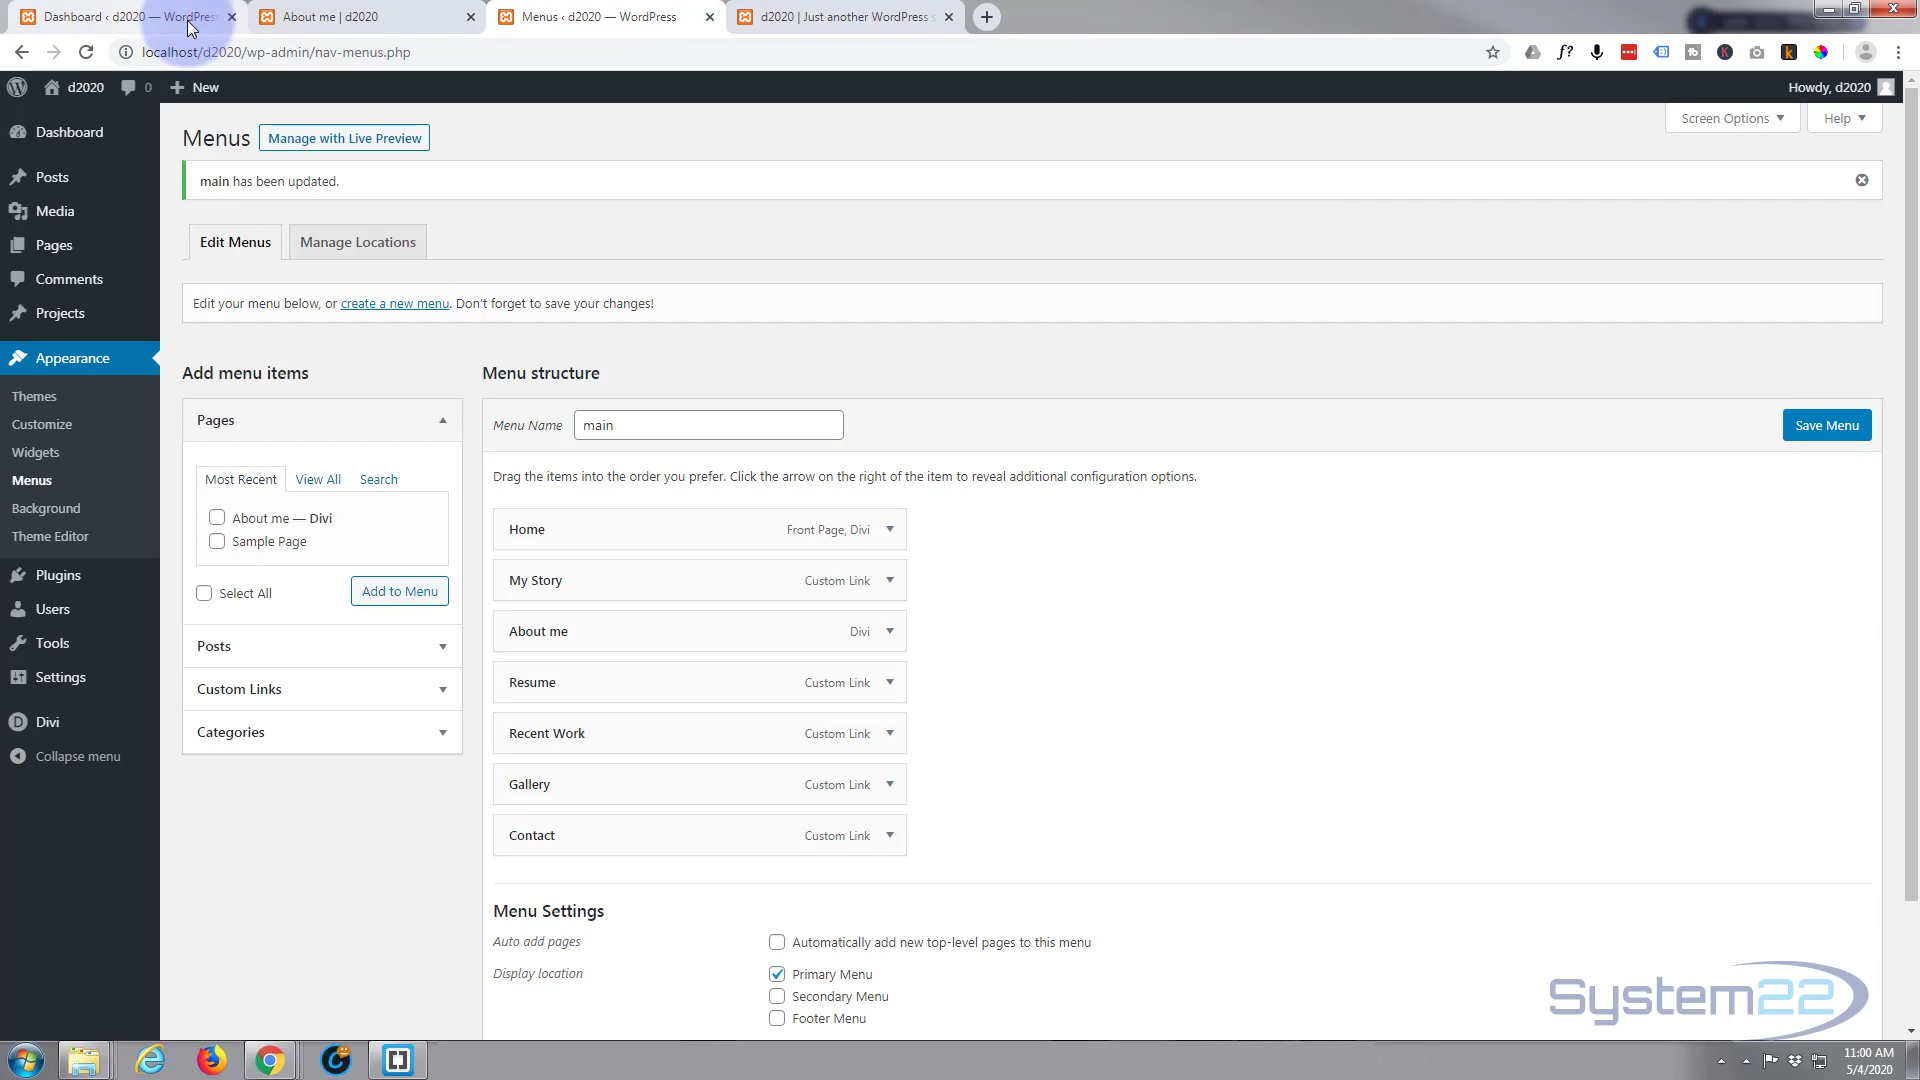 Dashboard ‹ d2020 — WordPress
About me | d2020
Menus ‹ d2020 — WordPress
d2020 | Just another WordPress s
localhost/d2020/wp-admin/nav-menus.php
d2020
0
New
Howdy, d2020
Dashboard
Posts
Media
Pages
Comments
Projects
Appearance
Themes
Customize
Widgets
Menus
Background
Theme Editor
Plugins
Users
Tools
Settings
Divi
Collapse menu
Screen Options
Help
Menus
Manage with Live Preview
main has been updated.
Edit Menus
Manage Locations
Edit your menu below, or create a new menu. Don't forget to save your changes!
Add menu items
Pages
Most Recent
View All
Search
About me — Divi
Sample Page
Select All
Add to Menu
Posts
Custom Links
Categories
Menu structure
Menu Name
main
Save Menu
Drag the items into the order you prefer. Click the arrow on the right of the item to reveal additional configuration options.
Home
Front Page, Divi
My Story
Custom Link
About me
Divi
Resume
Custom Link
Recent Work
Custom Link
Gallery
Custom Link
Contact
Custom Link
Menu Settings
Auto add pages
Automatically add new top-level pages to this menu
Display location
Primary Menu
Secondary Menu
Footer Menu
System22
11:00 AM
5/4/2020